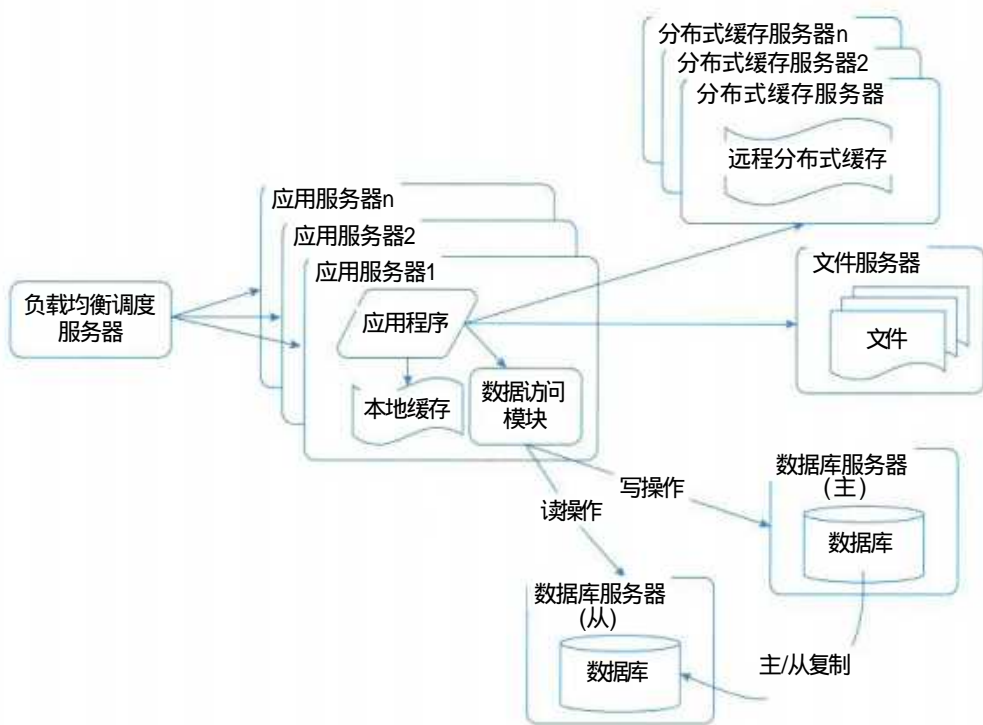 分布式缓存服务器n
分布式缓存服务器2
分布式缓存服务器
远程分布式缓存
应用服务器n
应用服务器2
应用服务器1
应用程序
本地缓存
数据访问
模块
负载均衡调度
服务器
文件服务器
文件
写操作
读操作
数据库服务器
(主)
数据库
数据库服务器
(从)
数据库
主/从复制